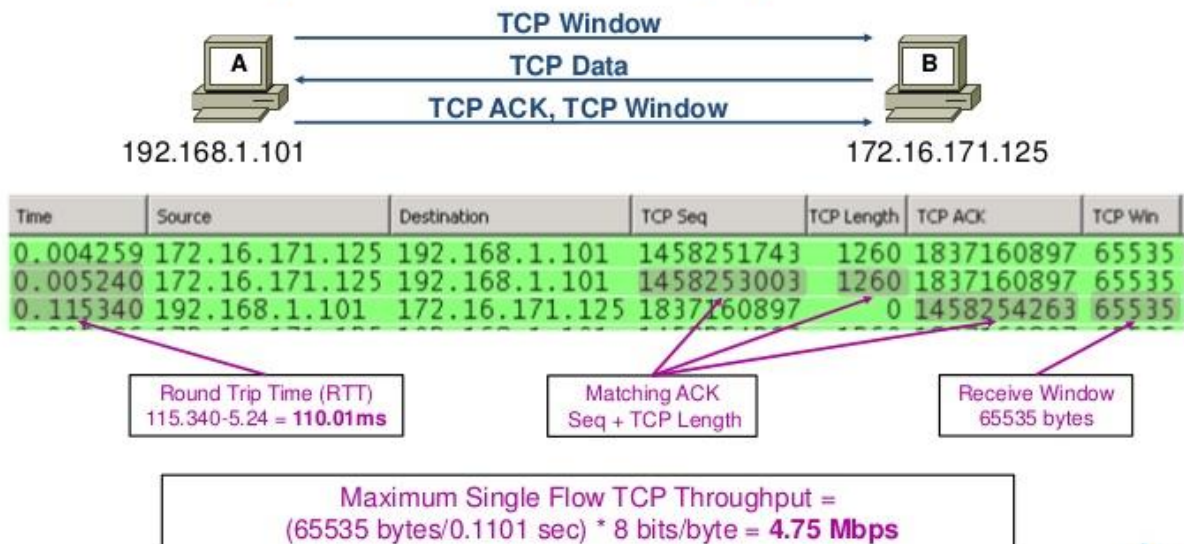 TCP Window
A
TCP Data
B
TCP ACK, TCP Window
192.168.1.101
172.16.171.125
Time Source Destination TCP Seq TCP Length TCP ACK TCP Win
0.004259 172.16.171.125 192.168.1.101 1458251743 1260 1837160897 65535
0.005240 172.16.171.125 192.168.1.101 1458253003 1260 1837160897 65535
0.115340 192.168.1.101 172.16.171.125 1837160897 0 1458254263 65535
Round Trip Time (RTT)
115.340-5.24 = 110.01ms
Matching ACK
Seq + TCP Length
Receive Window
65535 bytes
Maximum Single Flow TCP Throughput =
(65535 bytes/0.1101 sec) * 8 bits/byte = 4.75 Mbps